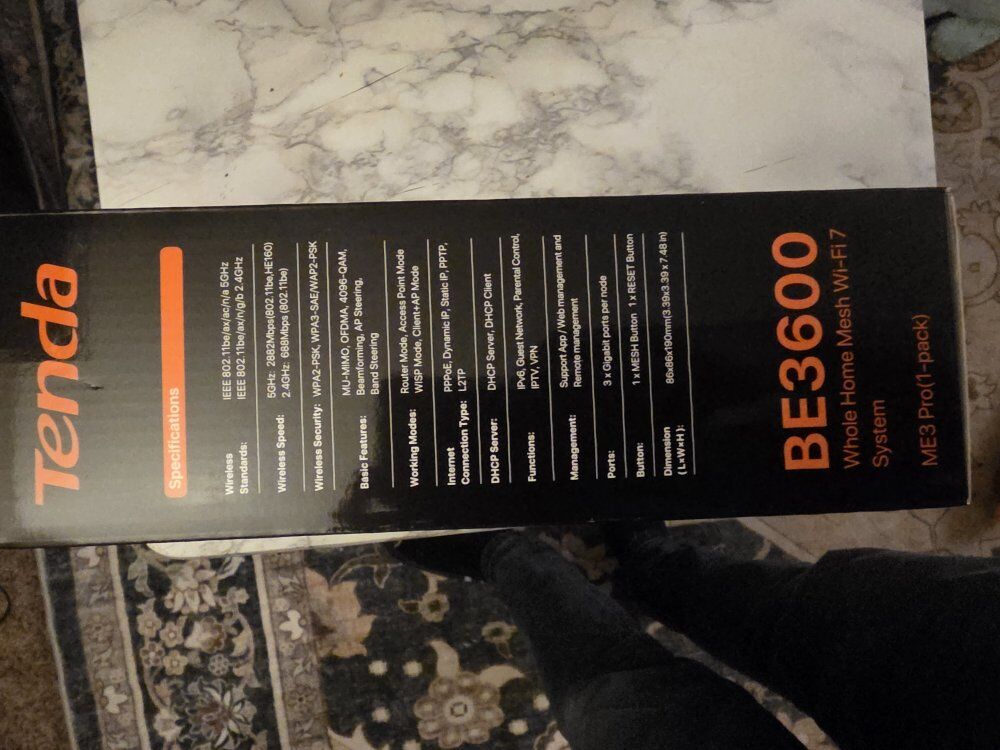 Tenda
Specifications
Wireless
Standards:
IEEE 802.11be/ax/ac/n/a 5GHz
IEEE 802.11be/ax/n/g/b 2.4GHz
Wireless Speed:
5GHz: 2882Mbps(802.11be,HE160)
2.4GHz: 688Mbps (802.11be)
Wireless Security: WPA2-PSK, WPA3-SAE/WAP2-PSK
Basic Features:
MU-MIMO, OFDMA, 4096-QAM,
Beamforming, AP Steering,
Band Steering
Working Modes:
Router Mode, Access Point Mode
WISP Mode, Client+AP Mode
Internet
Connection Type:
PPPoE, Dynamic IP, Static IP, PPTP,
L2TP
DHCP Server: DHCP Server, DHCP Client
Functions:
IPv6, Guest Network, Parental Control,
IPTV, VPN
Management:
Support App / Web management and
Remote management
Ports: 3 x Gigabit ports per node
Button: 1 x MESH Button 1 x RESET Button
Dimension
(L×W×H):
86x86x190mm(3.39x3.39 x 7.48 in)
BE3600
Whole Home Mesh Wi-Fi 7
System
ME3 Pro(1-pack)